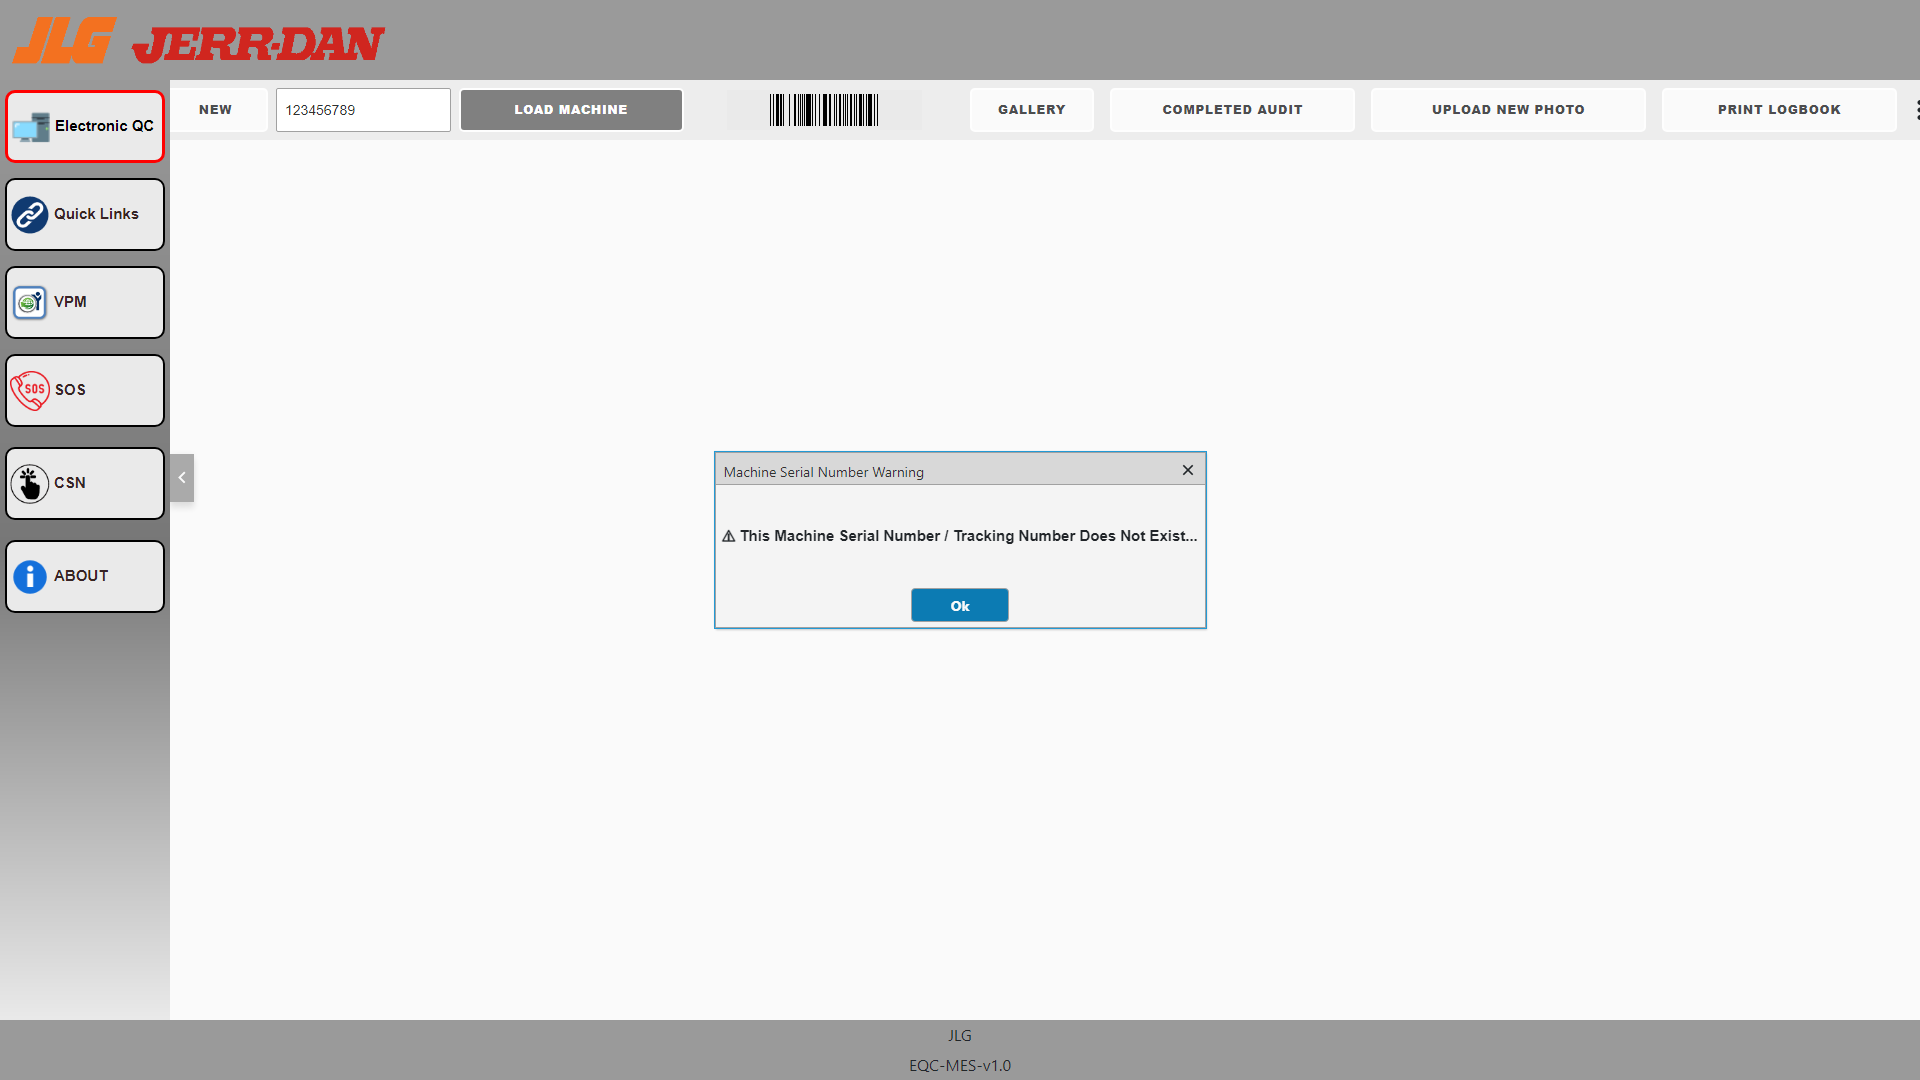 JLG JERR-DAN
Electronic QC
NEW
123456789
LOAD MACHINE
GALLERY
COMPLETED AUDIT
UPLOAD NEW PHOTO
PRINT LOGBOOK
Quick Links
VPM
SOS
SOS
CSN
ABOUT
Machine Serial Number Warning
⚠ This Machine Serial Number / Tracking Number Does Not Exist...
Ok
JLG
EQC-MES-v1.0